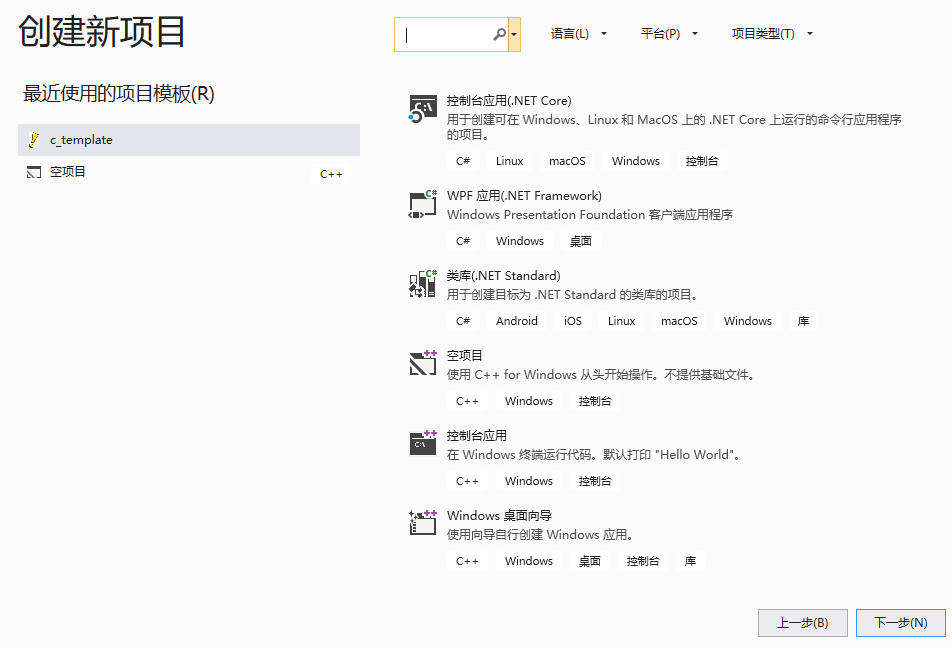 创建新项目
语言(L)
平台(P)
项目类型(T)
最近使用的项目模板(R)
c_template
空项目
C++
控制台应用(.NET Core)
用于创建可在 Windows、Linux 和 MacOS 上的 .NET Core 上运行的命令行应用程序
的项目。
C# Linux macOS Windows 控制台
WPF 应用(.NET Framework)
Windows Presentation Foundation 客户端应用程序
C# Windows 桌面
类库(.NET Standard)
用于创建目标为 .NET Standard 的类库的项目。
C# Android iOS Linux macOS Windows 库
空项目
使用 C++ for Windows 从头开始操作。不提供基础文件。
C++ Windows 控制台
控制台应用
在 Windows 终端运行代码。默认打印 "Hello World"。
C++ Windows 控制台
Windows 桌面向导
使用向导自行创建 Windows 应用。
C++ Windows 桌面 控制台 库
上一步(B)
下一步(N)